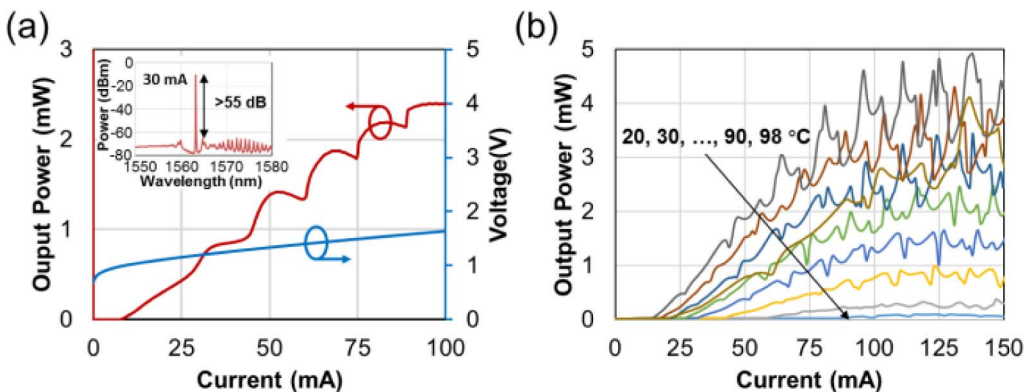 (a)
3
2
1
0
Ouput Power (mW)
0
-20
-40
-60
-80
Power (dBm)
30 mA
>55 dB
1550 1560 1570 1580
Wavelength (nm)
5
4
3
2
1
0
Voltage(V)
0 25 50 75 100
Current (mA)
(b)
5
4
3
2
1
0
Output Power (mW)
20, 30, ..., 90, 98 °C
0 25 50 75 100 125 150
Current (mA)